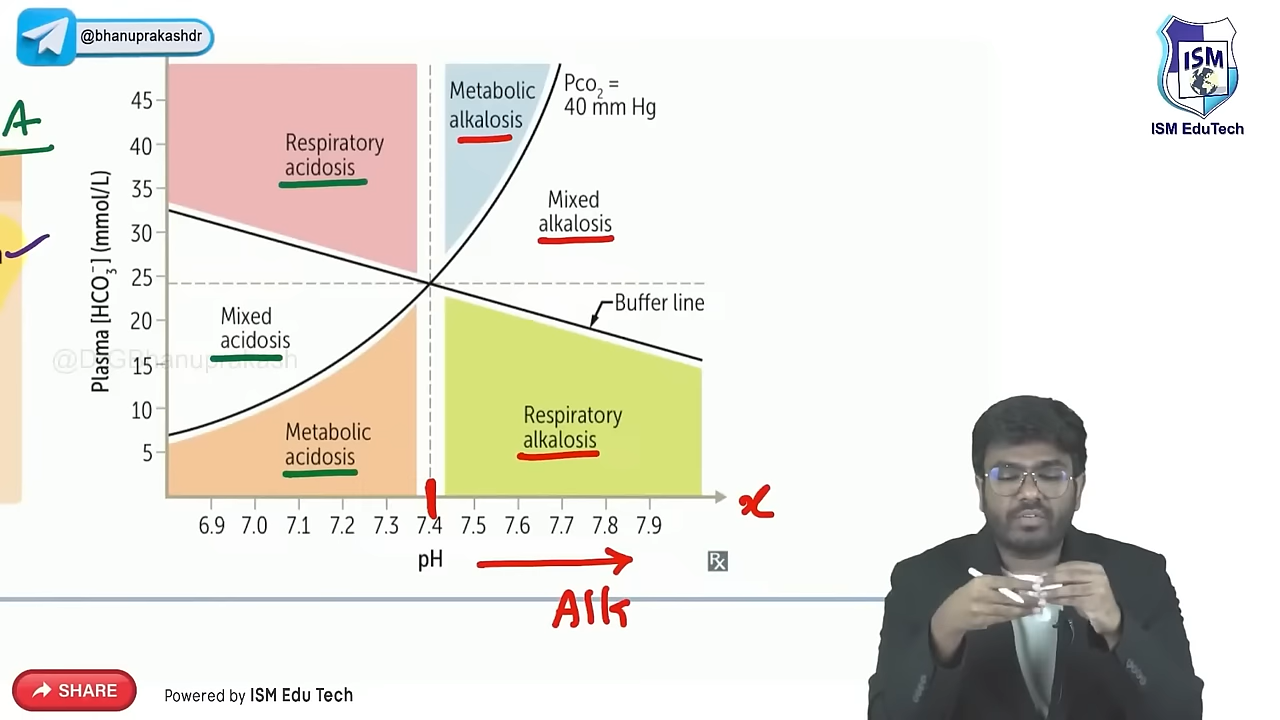 @bhanuprakashdr
ISM
ISM EduTech
A
Plasma [HCO₃⁻] (mmol/L)
45
40
35
30
25
20
15
10
5
Respiratory
acidosis
Metabolic
alkalosis
Pco₂ =
40 mm Hg
Mixed
alkalosis
Buffer line
Mixed
acidosis
@DrGBhanuprakash
Metabolic
acidosis
Respiratory
alkalosis
6.9 7.0 7.1 7.2 7.3 7.4 7.5 7.6 7.7 7.8 7.9
x
pH
Rx
Alk
SHARE
Powered by ISM Edu Tech